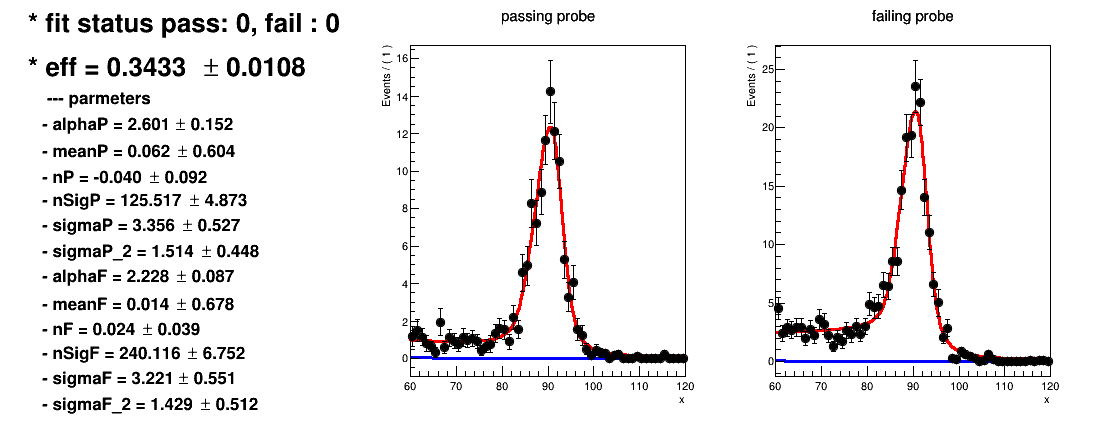 * fit status pass: 0, fail : 0
* eff = 0.3433 ± 0.0108
--- parmeters
- alphaP = 2.601 ± 0.152
- meanP = 0.062 ± 0.604
- nP = -0.040 ± 0.092
- nSigP = 125.517 ± 4.873
- sigmaP = 3.356 ± 0.527
- sigmaP_2 = 1.514 ± 0.448
- alphaF = 2.228 ± 0.087
- meanF = 0.014 ± 0.678
- nF = 0.024 ± 0.039
- nSigF = 240.116 ± 6.752
- sigmaF = 3.221 ± 0.551
- sigmaF_2 = 1.429 ± 0.512
passing probe
Events / ( 1 )
16
14
12
10
8
6
4
2
0
60 70 80 90 100 110 120
x
failing probe
Events / ( 1 )
25
20
15
10
5
0
60 70 80 90 100 110 120
x